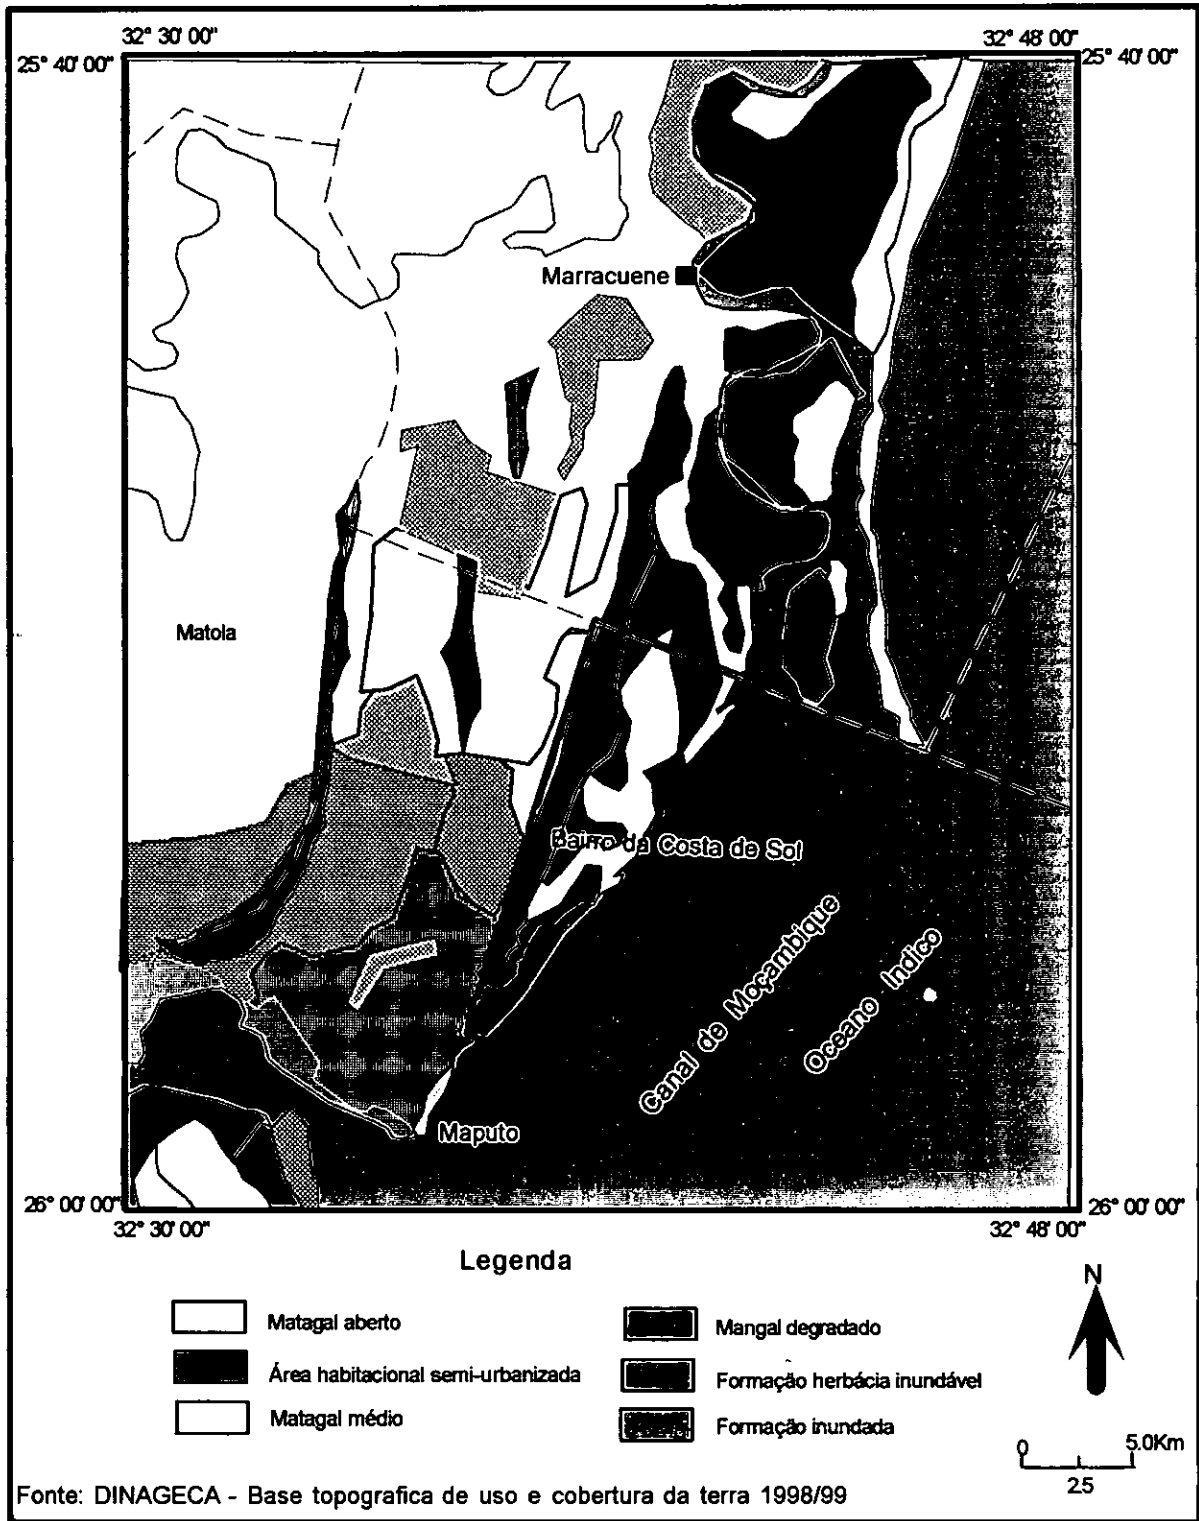 32° 30' 00" 32° 48' 00"
25° 40' 00" 25° 40' 00"
Marracuene
Matola
Bairro da Costa de Sol
Canal de Moçambique
Oceano Indico
Maputo
26° 00' 00" 26° 00' 00"
32° 30' 00" 32° 48' 00"
Legenda
N
Matagal aberto
Mangal degradado
Área habitacional semi-urbanizada
Formação herbácia inundável
Matagal médio
Formação inundada
0 5.0Km
25
Fonte: DINAGECA - Base topografica de uso e cobertura da terra 1998/99